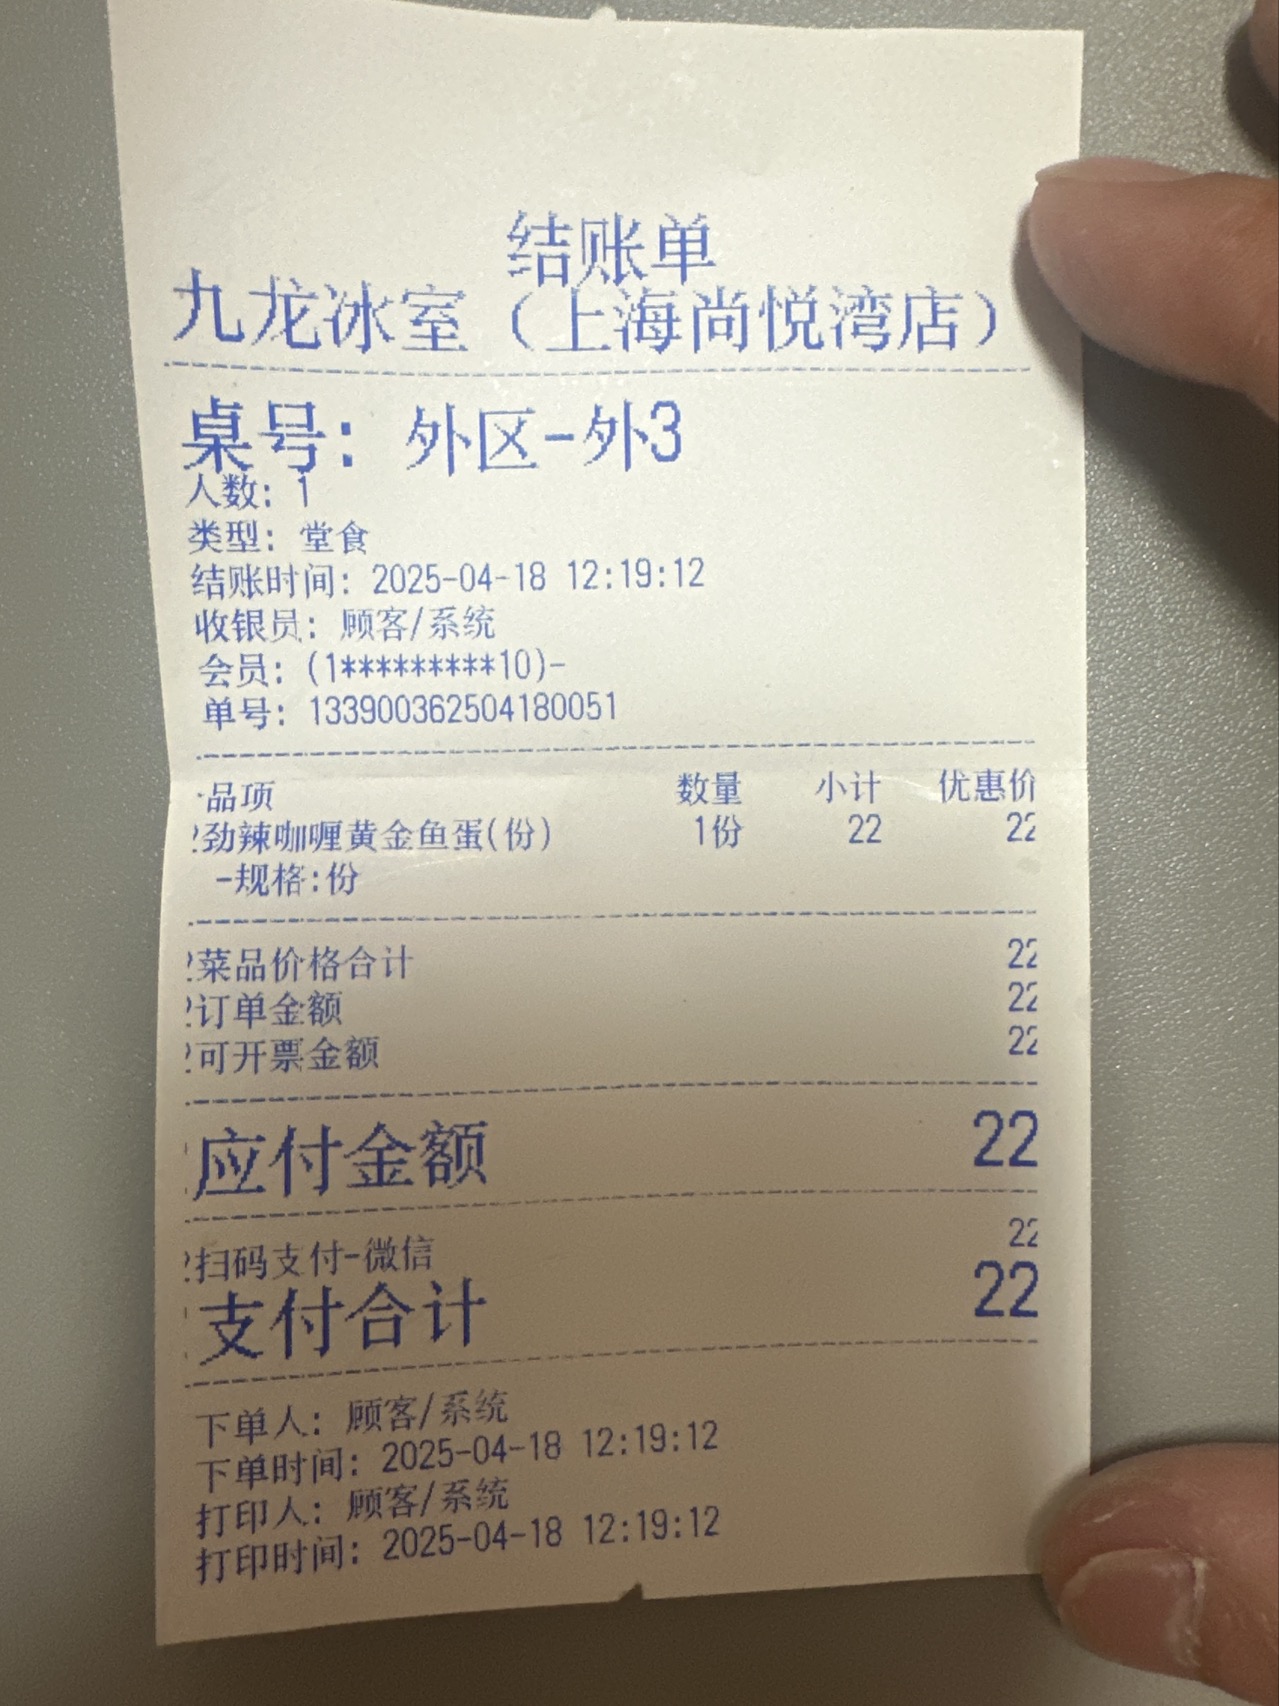 结账单
九龙冰室（上海尚悦湾店）
桌号：外区-外3
人数：1
类型：堂食
结账时间：2025-04-18 12:19:12
收银员：顾客/系统
会员：(1*********10)-
单号：133900362504180051
品项 数量 小计 优惠价
劲辣咖喱黄金鱼蛋(份) 1份 22 22
-规格:份
菜品价格合计 22
订单金额 22
可开票金额 22
应付金额 22
扫码支付-微信 22
支付合计 22
下单人：顾客/系统
下单时间：2025-04-18 12:19:12
打印人：顾客/系统
打印时间：2025-04-18 12:19:12